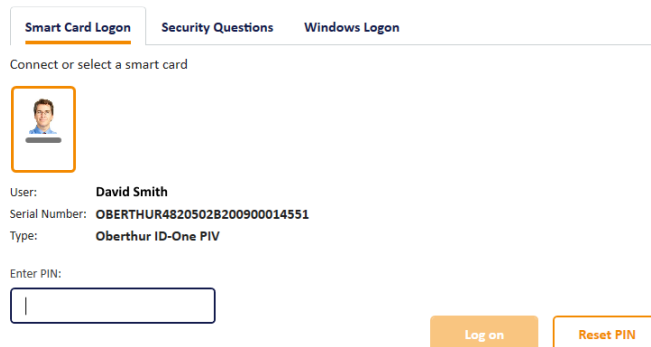 Smart Card Logon Security Questions Windows Logon
Connect or select a smart card
User: David Smith
Serial Number: OBERTHUR4820502B200900014551
Type: Oberthur ID-One PIV
Enter PIN:
Log on Reset PIN